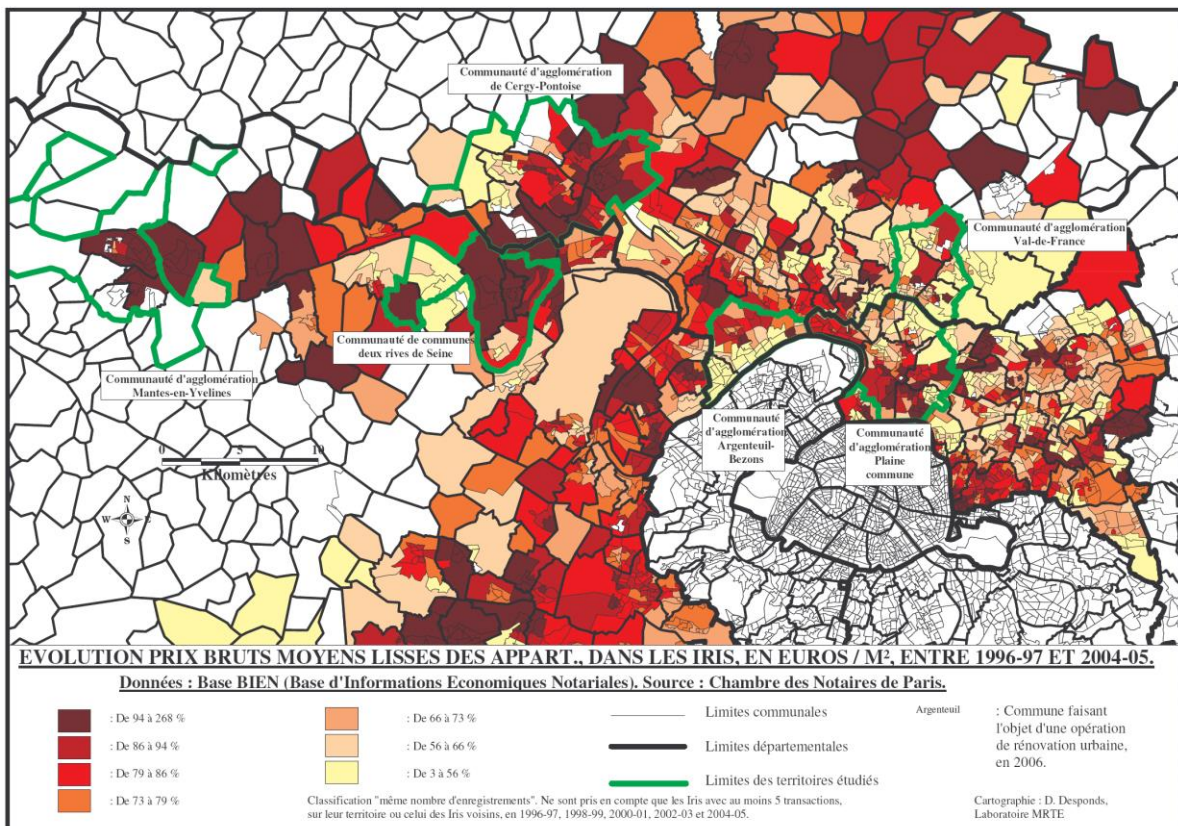 Communauté d'agglomération
de Cergy-Pontoise
Communauté d'agglomération
Val-de-France
Communauté de communes
deux rives de Seine
Communauté d'agglomération
Mantes-en-Yvelines
Communauté
d'agglomération
Argenteuil-
Bezons
Communauté
d'agglomération
Plaine
commune
0 5 10
Kilomètres
N
W E
S
EVOLUTION PRIX BRUTS MOYENS LISSES DES APPART., DANS LES IRIS, EN EUROS / M², ENTRE 1996-97 ET 2004-05.
Données : Base BIEN (Base d'Informations Economiques Notariales). Source : Chambre des Notaires de Paris.
: De 94 à 268 %
: De 86 à 94 %
: De 79 à 86 %
: De 73 à 79 %
: De 66 à 73 %
: De 56 à 66 %
: De 3 à 56 %
Limites communales
Limites départementales
Limites des territoires étudiés
Argenteuil : Commune faisant
l'objet d'une opération
de rénovation urbaine,
en 2006.
Classification "même nombre d'enregistrements". Ne sont pris en compte que les Iris avec au moins 5 transactions,
sur leur territoire ou celui des Iris voisins, en 1996-97, 1998-99, 2000-01, 2002-03 et 2004-05.
Cartographie : D. Desponds,
Laboratoire MRTE